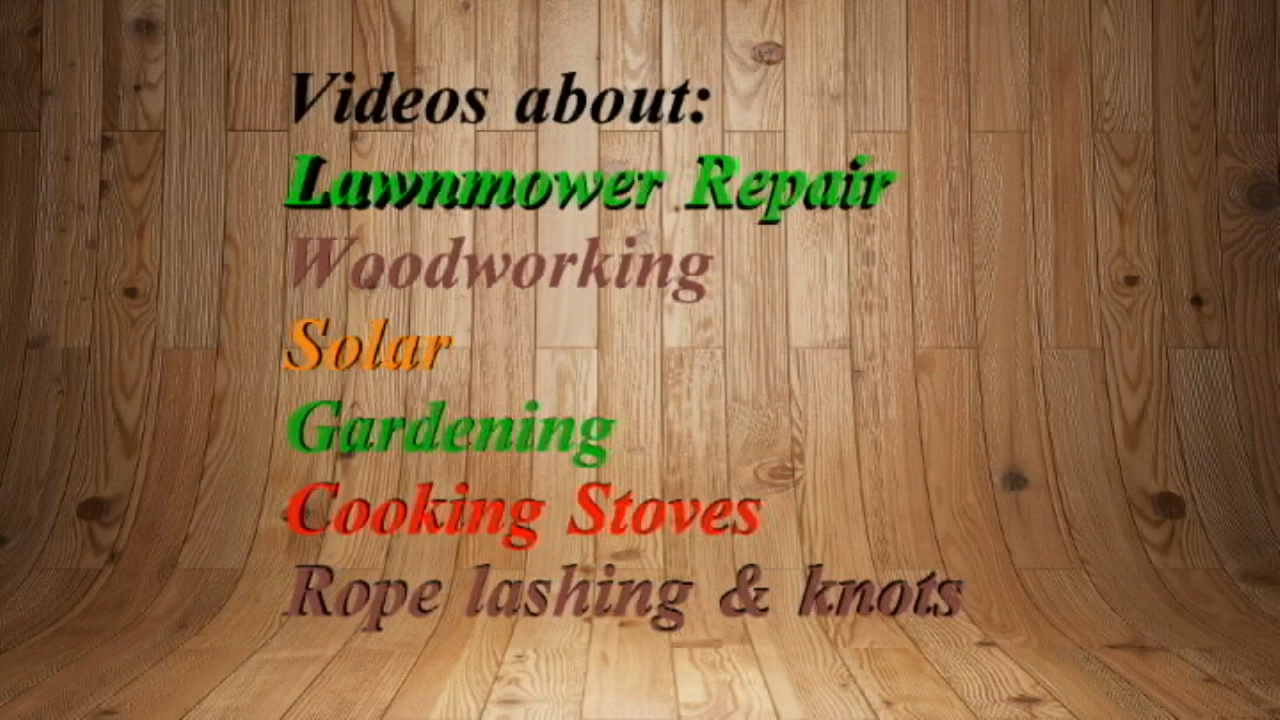 Videos about:
Lawnmower Repair
Woodworking
Solar
Gardening
Cooking Stoves
Rope lashing & knots